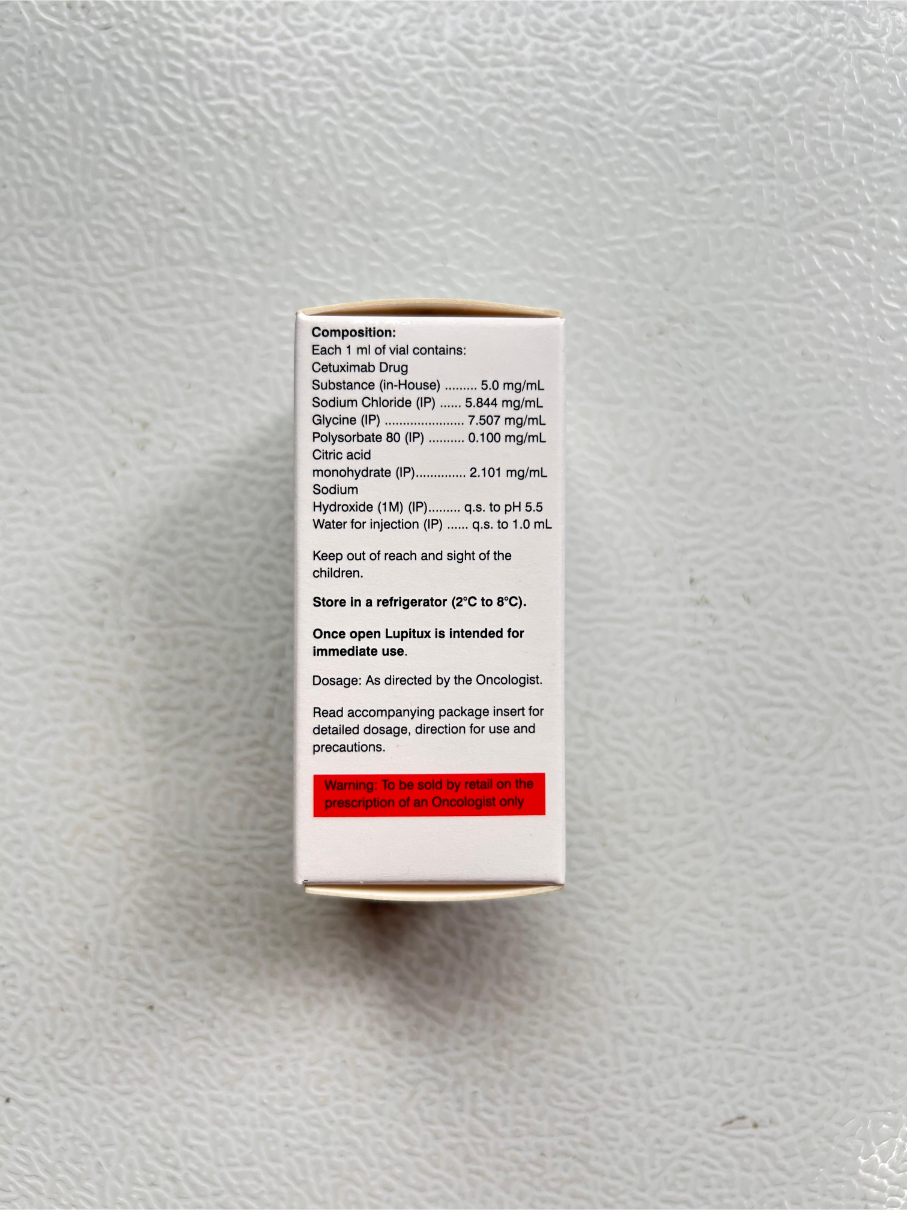 Composition:
Each 1 ml of vial contains:
Cetuximab Drug
Substance (in-House) ......... 5.0 mg/mL
Sodium Chloride (IP) ...... 5.844 mg/mL
Glycine (IP) ...................... 7.507 mg/mL
Polysorbate 80 (IP) .......... 0.100 mg/mL
Citric acid
monohydrate (IP).............. 2.101 mg/mL
Sodium
Hydroxide (1M) (IP)......... q.s. to pH 5.5
Water for injection (IP) ...... q.s. to 1.0 mL
Keep out of reach and sight of the
children.
Store in a refrigerator (2°C to 8°C).
Once open Lupitux is intended for
immediate use.
Dosage: As directed by the Oncologist.
Read accompanying package insert for
detailed dosage, direction for use and
precautions.
Warning: To be sold by retail on the
prescription of an Oncologist only